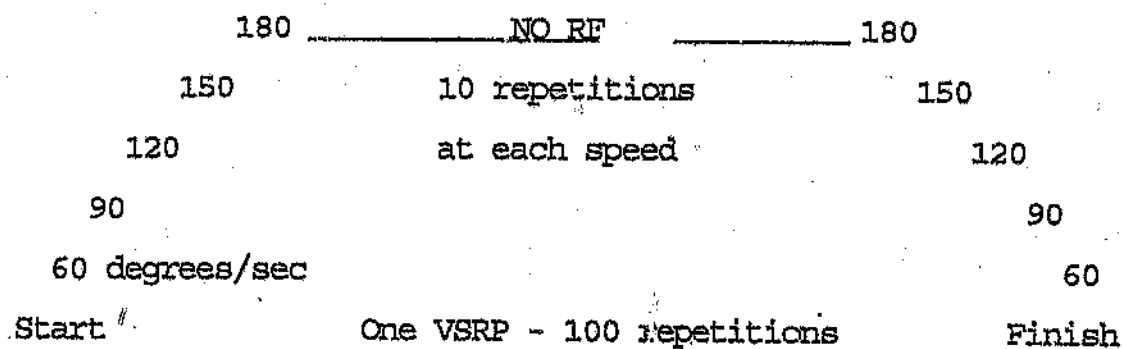 180 NO RF 180
150 10 repetitions 150
120 at each speed 120
90 90
60 degrees/sec 60
Start One VSRP - 100 repetitions Finish